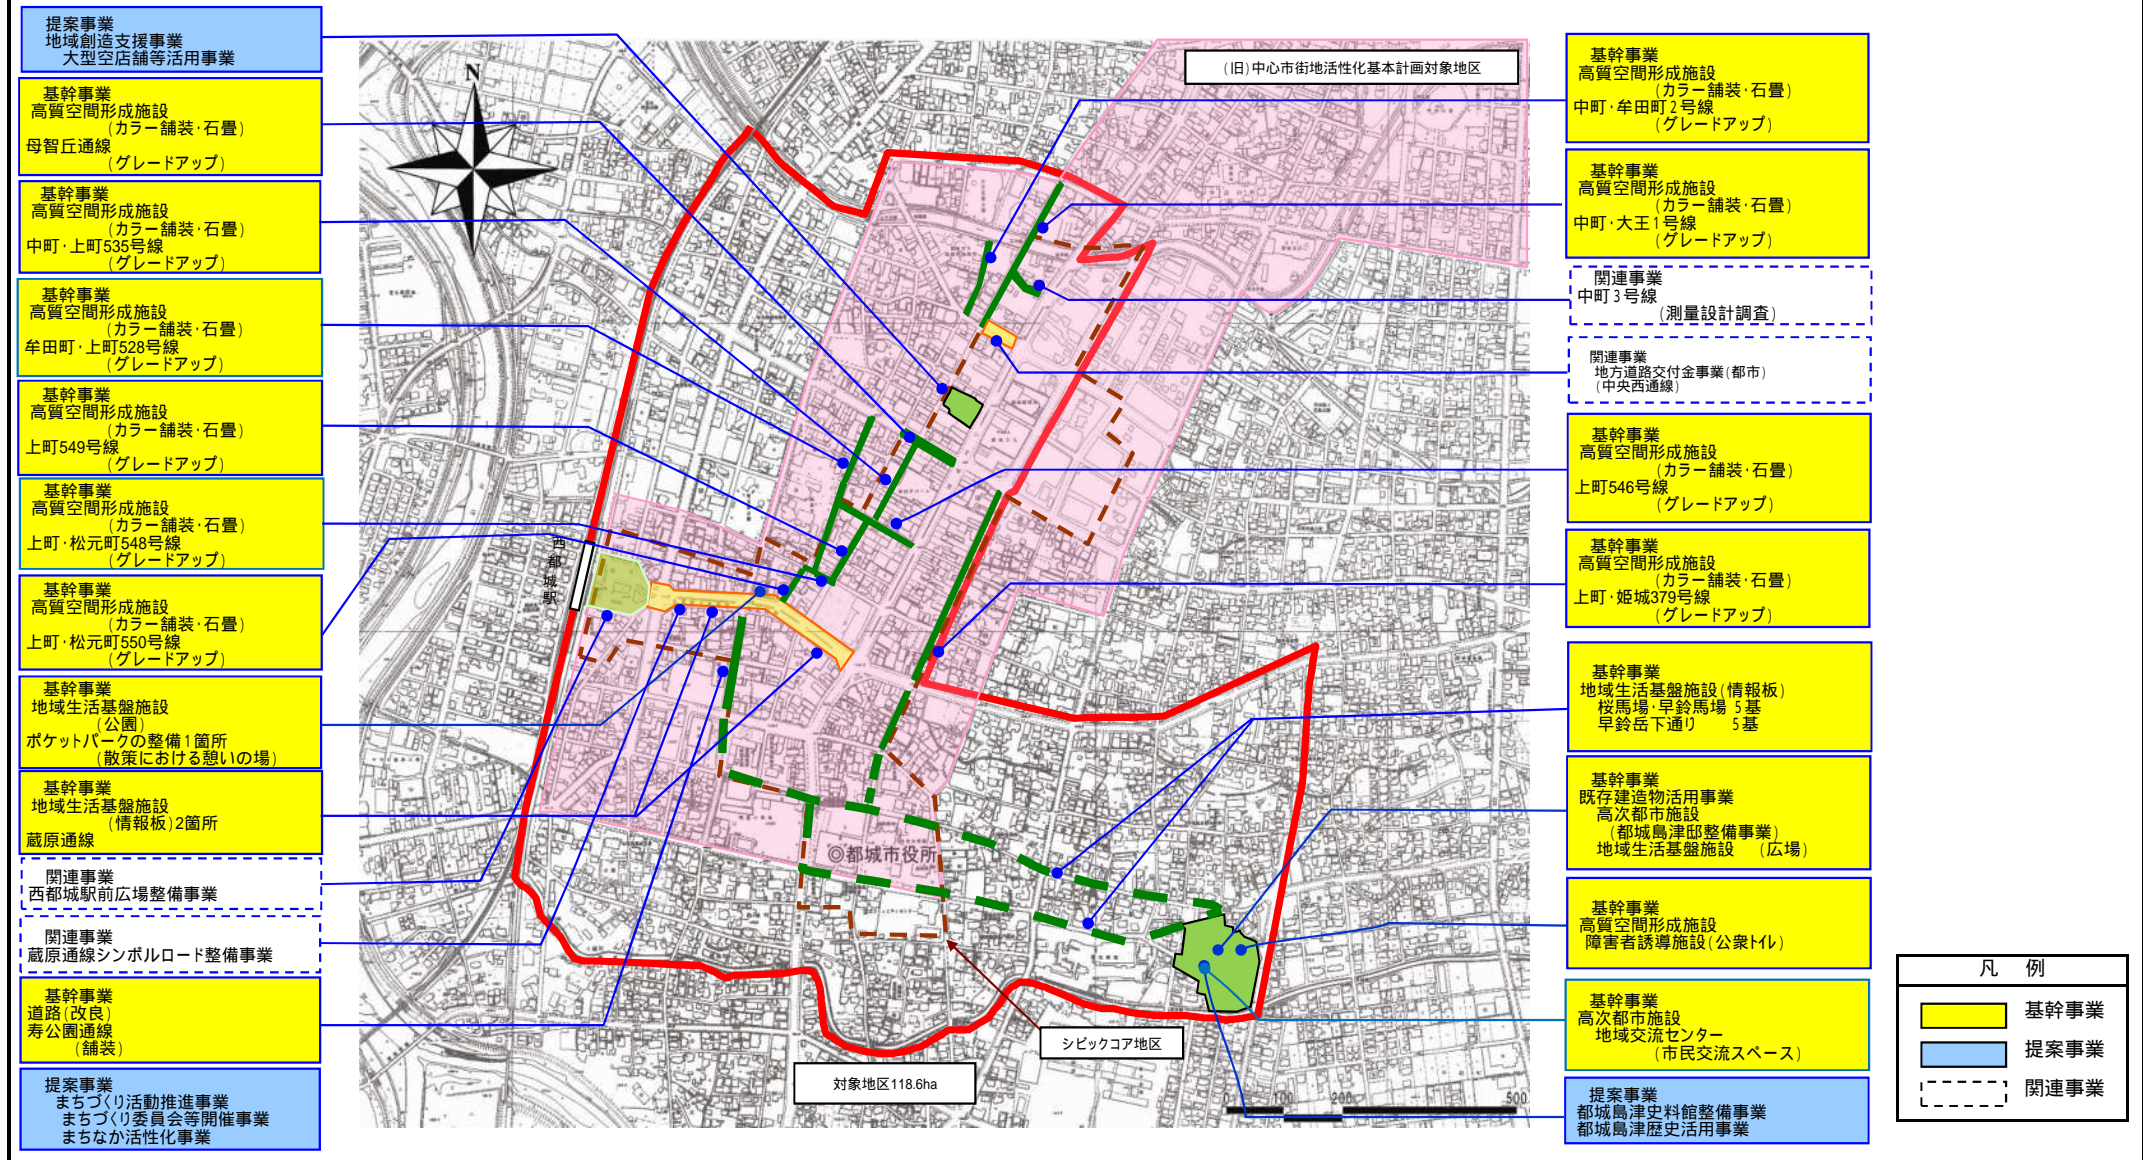 提案事業
地域創造支援事業
大型空店舗等活用事業
基幹事業
高質空間形成施設
(カラー舗装・石畳)
母智丘通線
(グレードアップ)
基幹事業
高質空間形成施設
(カラー舗装・石畳)
中町・上町535号線
(グレードアップ)
基幹事業
高質空間形成施設
(カラー舗装・石畳)
牟田町・上町528号線
(グレードアップ)
基幹事業
高質空間形成施設
(カラー舗装・石畳)
上町549号線
(グレードアップ)
基幹事業
高質空間形成施設
(カラー舗装・石畳)
上町・松元町548号線
(グレードアップ)
基幹事業
高質空間形成施設
(カラー舗装・石畳)
上町・松元町550号線
(グレードアップ)
基幹事業
地域生活基盤施設
(公園)
ポケットパークの整備1箇所
(散策における憩いの場)
基幹事業
地域生活基盤施設
(情報板)2箇所
蔵原通線
関連事業
西都城駅前広場整備事業
関連事業
蔵原通線シンボルロード整備事業
基幹事業
道路(改良)
寿公園通線
(舗装)
提案事業
まちづくり活動推進事業
まちづくり委員会等開催事業
まちなか活性化事業
N
(旧)中心市街地活性化基本計画対象地区
西都城駅
◎都城市役所
シビックコア地区
対象地区118.6ha
0 100 200 500
基幹事業
高質空間形成施設
(カラー舗装・石畳)
中町・牟田町2号線
(グレードアップ)
基幹事業
高質空間形成施設
(カラー舗装・石畳)
中町・大王1号線
(グレードアップ)
関連事業
中町3号線
(測量設計調査)
関連事業
地方道路交付金事業(都市)
(中央西通線)
基幹事業
高質空間形成施設
(カラー舗装・石畳)
上町546号線
(グレードアップ)
基幹事業
高質空間形成施設
(カラー舗装・石畳)
上町・姫城379号線
(グレードアップ)
基幹事業
地域生活基盤施設(情報板)
桜馬場・早鈴馬場 5基
早鈴岳下通り 5基
基幹事業
既存建造物活用事業
高次都市施設
(都城島津邸整備事業)
地域生活基盤施設 (広場)
基幹事業
高質空間形成施設
障害者誘導施設(公衆トイレ)
基幹事業
高次都市施設
地域交流センター
(市民交流スペース)
提案事業
都城島津史料館整備事業
都城島津歴史活用事業
凡 例
基幹事業
提案事業
関連事業